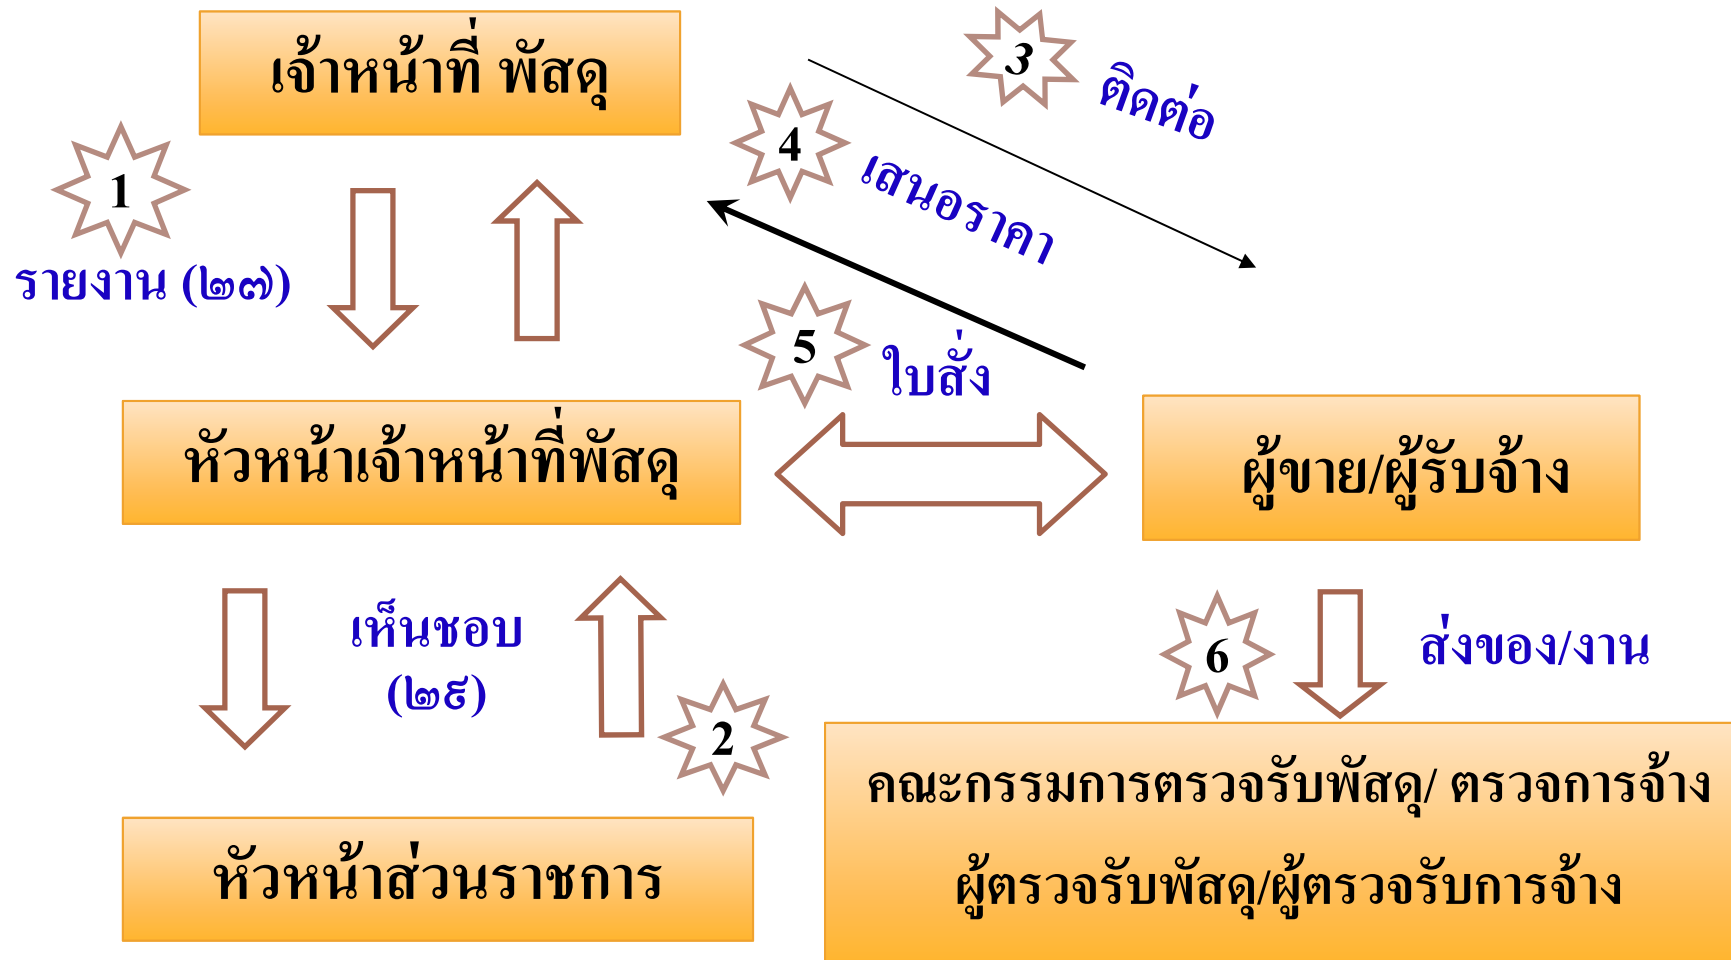 เจ้าหน้าที่ พัสดุ
3
ติดต่อ
4
เสนอราคา
1
รายงาน (๒๗)
5
ใบสั่ง
หัวหน้าเจ้าหน้าที่พัสดุ
ผู้ขาย/ผู้รับจ้าง
เห็นชอบ
(๒๙)
2
6
ส่งของ/งาน
หัวหน้าส่วนราชการ
คณะกรรมการตรวจรับพัสดุ/ ตรวจการจ้าง
ผู้ตรวจรับพัสดุ/ผู้ตรวจรับการจ้าง